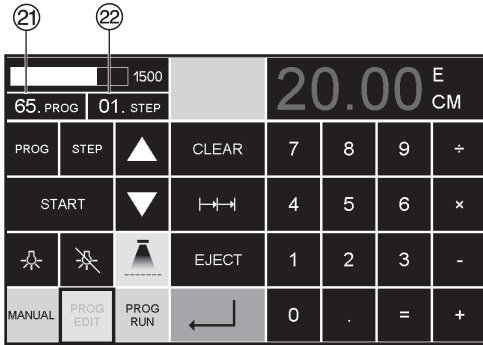 21 22
1500 20.00 E
65. PROG 01. STEP CM
PROG STEP CLEAR 7 8 9 ÷
START 4 5 6 ×
EJECT 1 2 3 -
MANUAL PROG EDIT PROG RUN 0 . = +